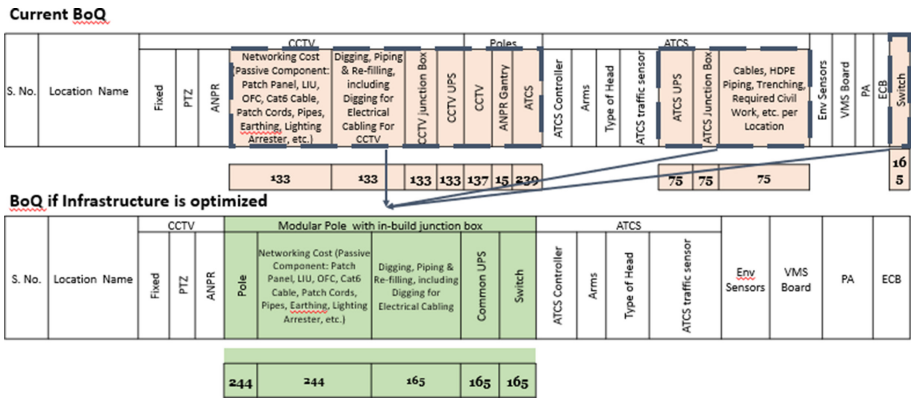 Current BoQ
CCTV
Poles
ATCS
S. No.
Location Name
Fixed
PTZ
ANPR
Networking Cost
(Passive
Component:
Patch Panel, LIU,
OFC, Cat6 Cable,
Patch Cords, Pipes,
Earthing, Lighting
Arrester, etc.)
Digging, Piping
& Re-filling,
including
Digging for
Electrical
Cabling For
CCTV
CCTV junction Box
CCTV UPS
CCTV
ANPR Gantry
ATCS
ATCS Controller
Arms
Type of Head
ATCS traffic sensor
ATCS UPS
ATCS Junction Box
Cables, HDPE
Piping, Trenching,
Required Civil
Work, etc. per
Location
Env Sensors
VMS Board
PA
ECB
Switch
133
133
133
133
137
15
239
75
75
75
16
5
BoQ if Infrastructure is optimized
CCTV
Modular Pole with in-build junction box
ATCS
S. No.
Location Name
Fixed
PTZ
ANPR
Pole
Networking Cost (Passive
Component: Patch
Panel, LIU, OFC, Cat6
Cable, Patch Cords,
Pipes, Earthing, Lighting
Arrester, etc.)
Digging, Piping &
Re-filling, including
Digging for
Electrical Cabling
Common UPS
Switch
ATCS Controller
Arms
Type of Head
ATCS traffic sensor
Env
Sensors
VMS
Board
PA
ECB
244
244
165
165
165